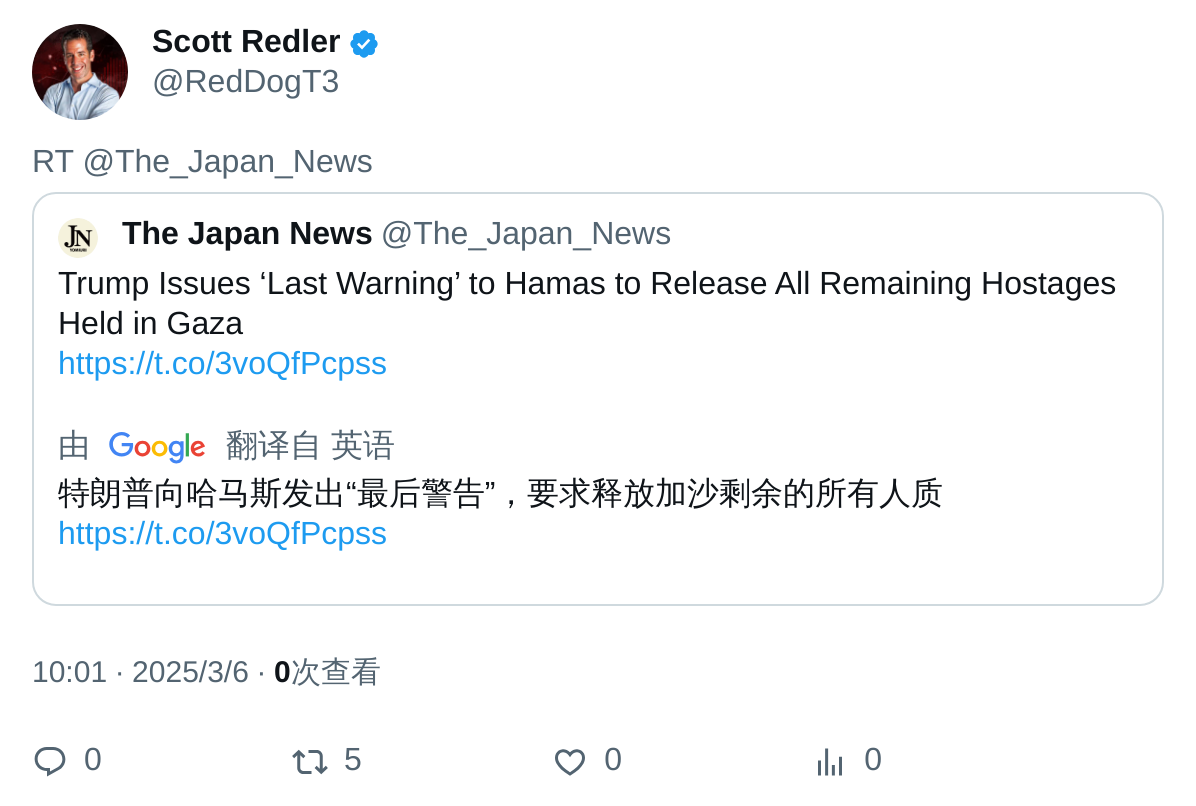 Scott Redler
@RedDogT3
RT @The_Japan_News
JN
The Japan News @The_Japan_News
Trump Issues ‘Last Warning’ to Hamas to Release All Remaining Hostages
Held in Gaza
https://t.co/3voQfPcpss
由 Google 翻译自 英语
特朗普向哈马斯发出“最后警告”，要求释放加沙剩余的所有人质
https://t.co/3voQfPcpss
10:01 · 2025/3/6 · 0次查看
0 5 0 0